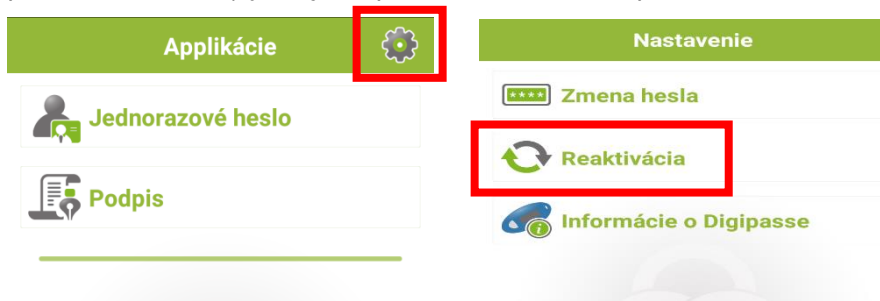 Applikácie
Jednorazové heslo
Podpis
Nastavenie
Zmena hesla
Reaktivácia
Informácie o Digipasse